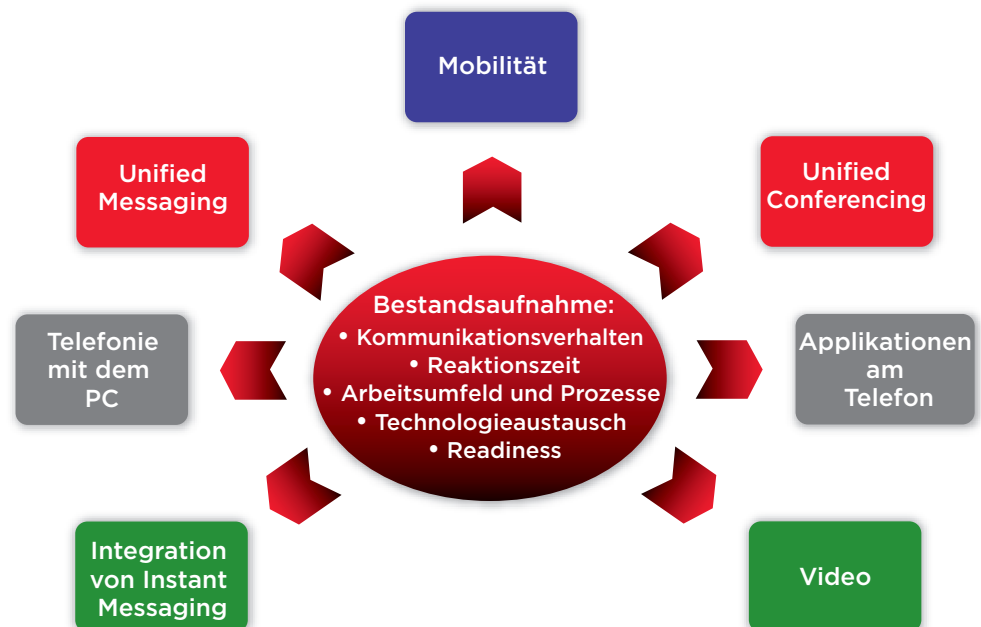 Mobilität
Unified
Messaging
Unified
Conferencing
Bestandsaufnahme:
• Kommunikationsverhalten
• Reaktionszeit
• Arbeitsumfeld und Prozesse
• Technologieaustausch
• Readiness
Telefonie
mit dem
PC
Applikationen
am
Telefon
Integration
von Instant
Messaging
Video